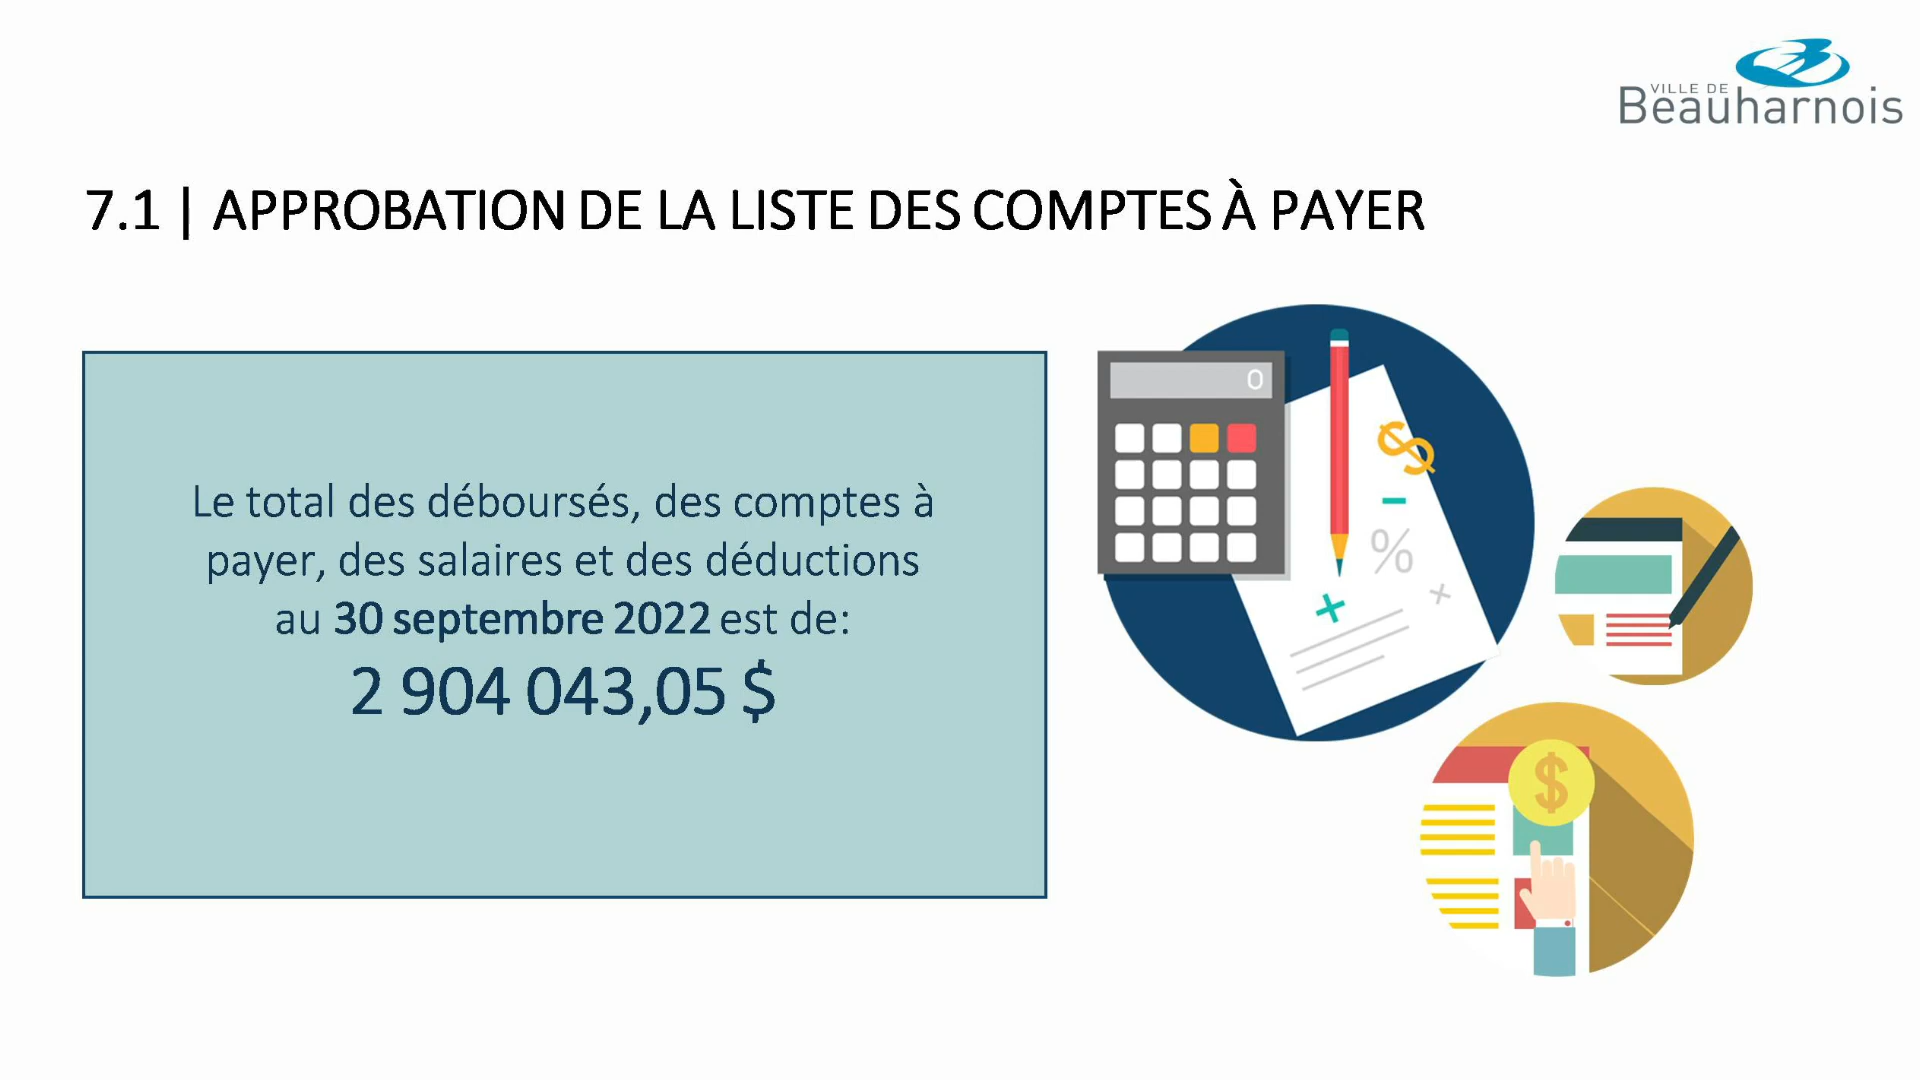 VILLE DE
Beauharnois
7.1 | APPROBATION DE LA LISTE DES COMPTES À PAYER
Le total des déboursés, des comptes à
payer, des salaires et des déductions
au 30 septembre 2022 est de:
2 904 043,05 $
0
$
-
%
+
×
$